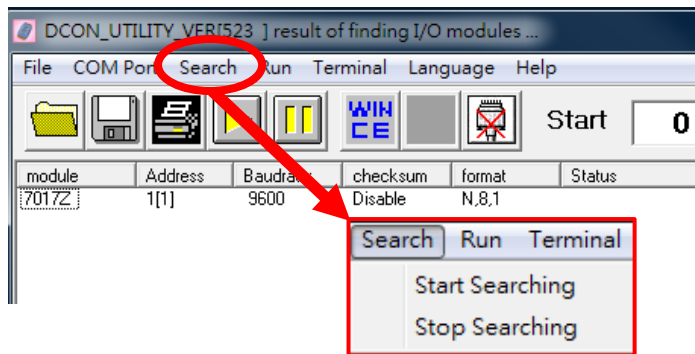 DCON_UTILITY_VER[523 ] result of finding I/O modules ...
File COM Port Search Run Terminal Language Help
WIN CE Start 0
module Address Baudrate checksum format Status
7017Z 1[1] 9600 Disable N,8,1
Search Run Terminal
Start Searching
Stop Searching